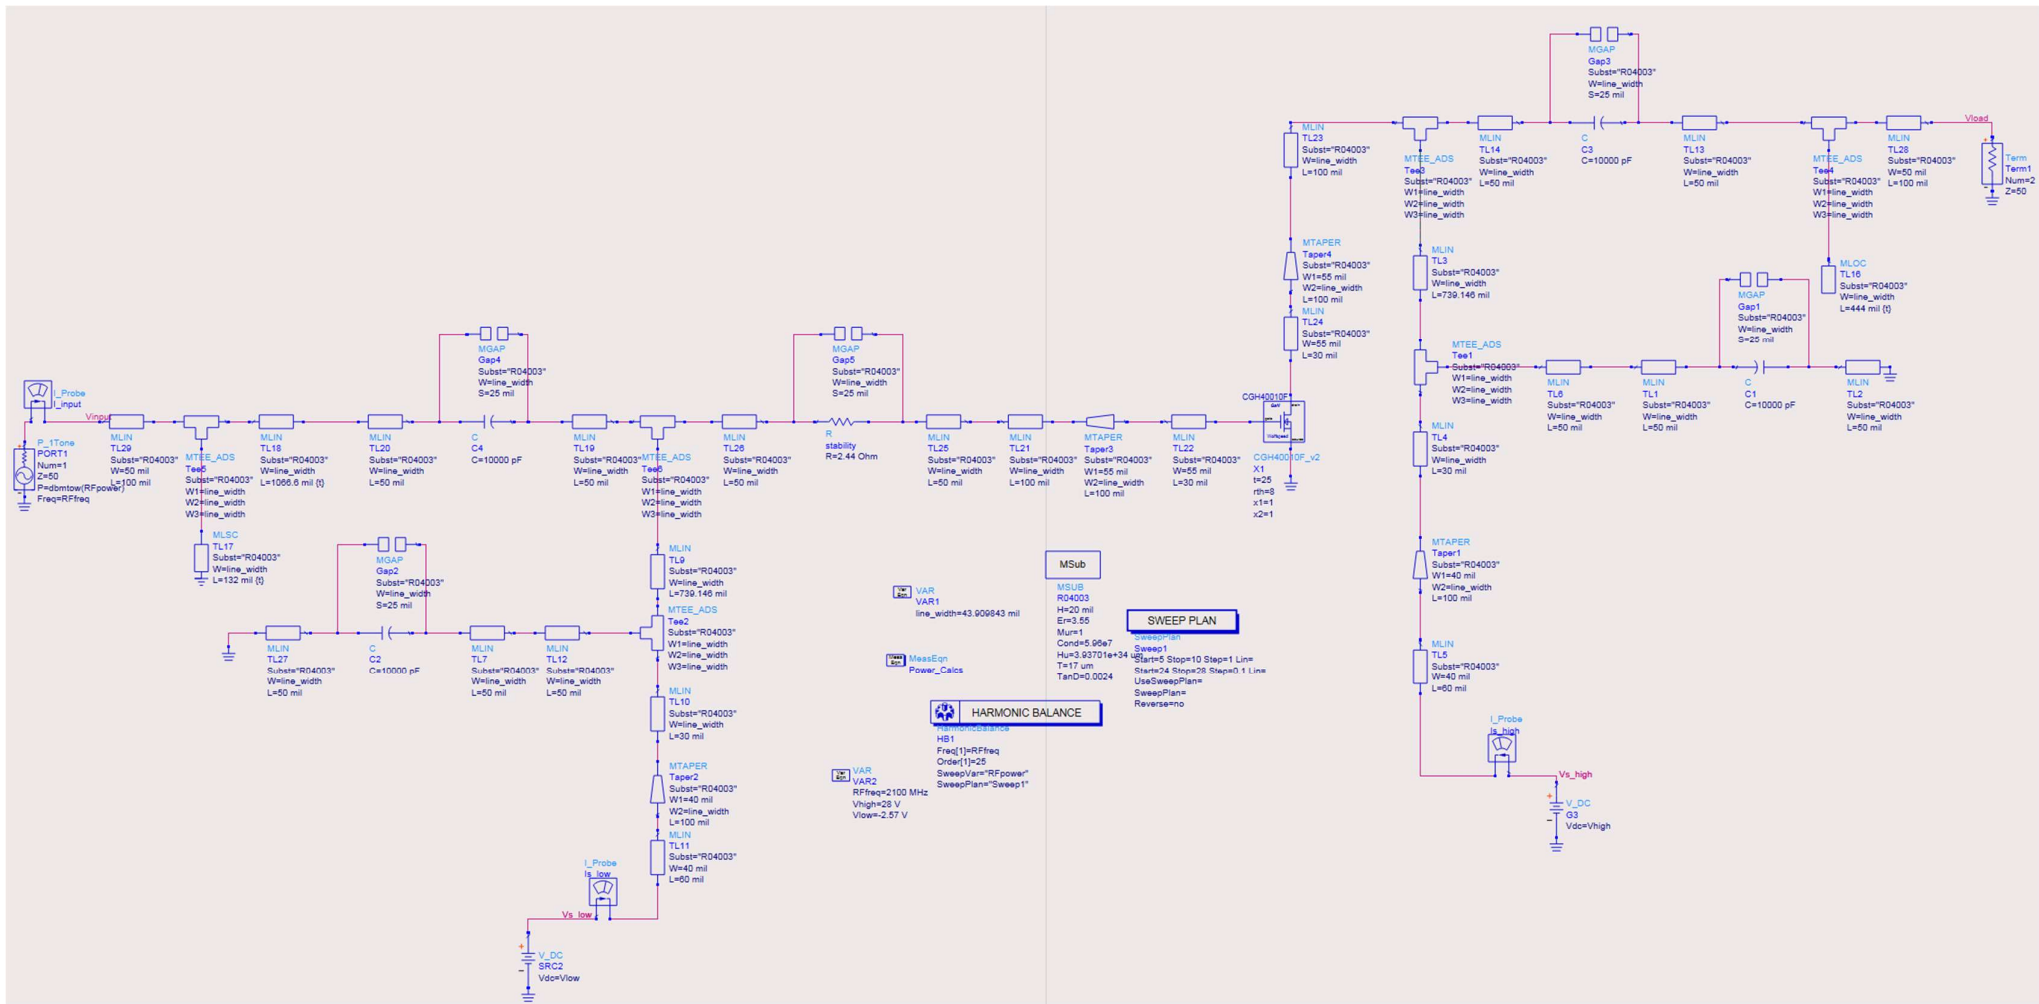 MGAP
Gap3
Subst="R04003"
W=line_width
S=25 mil
MLIN
TL23
Subst="R04003"
W=line_width
L=100 mil
MTEE_ADS
Tee3
Subst="R04003"
W1=line_width
W2=line_width
W3=line_width
MLIN
TL14
Subst="R04003"
W=line_width
L=50 mil
C
C3
C=10000 pF
MLIN
TL13
Subst="R04003"
W=line_width
L=50 mil
MTEE_ADS
Tee4
Subst="R04003"
W1=line_width
W2=line_width
W3=line_width
MLIN
TL28
Subst="R04003"
W=50 mil
L=100 mil
Vload
Term
Term1
Num=2
Z=50
MTAPER
Taper4
Subst="R04003"
W1=55 mil
W2=line_width
L=100 mil
MLIN
TL24
Subst="R04003"
W=55 mil
L=30 mil
MLIN
TL3
Subst="R04003"
W=line_width
L=739.146 mil
MLOC
TL16
Subst="R04003"
W=line_width
L=444 mil {t}
MGAP
Gap1
Subst="R04003"
W=line_width
S=25 mil
MTEE_ADS
Tee1
Subst="R04003"
W1=line_width
W2=line_width
W3=line_width
MLIN
TL6
Subst="R04003"
W=line_width
L=50 mil
MLIN
TL1
Subst="R04003"
W=line_width
L=50 mil
C
C1
C=10000 pF
MLIN
TL2
Subst="R04003"
W=line_width
L=50 mil
MGAP
Gap4
Subst="R04003"
W=line_width
S=25 mil
MGAP
Gap5
Subst="R04003"
W=line_width
S=25 mil
I_Probe
I_input
Vinput
P_1Tone
PORT1
Num=1
Z=50
P=dbmtow(RFpower)
Freq=RFfreq
MLIN
TL29
Subst="R04003"
W=50 mil
L=100 mil
MTEE_ADS
Tee5
Subst="R04003"
W1=line_width
W2=line_width
W3=line_width
MLIN
TL18
Subst="R04003"
W=line_width
L=1066.6 mil {t}
MLIN
TL20
Subst="R04003"
W=line_width
L=50 mil
C
C4
C=10000 pF
MLIN
TL19
Subst="R04003"
W=line_width
L=50 mil
MTEE_ADS
Tee6
Subst="R04003"
W1=line_width
W2=line_width
W3=line_width
MLIN
TL26
Subst="R04003"
W=line_width
L=50 mil
R
stability
R=2.44 Ohm
MLIN
TL25
Subst="R04003"
W=line_width
L=50 mil
MLIN
TL21
Subst="R04003"
W=line_width
L=100 mil
MTAPER
Taper3
Subst="R04003"
W1=55 mil
W2=line_width
L=100 mil
MLIN
TL22
Subst="R04003"
W=55 mil
L=30 mil
CGH40010F
CGH40010F_v2
X1
t=25
rth=8
x1=1
x2=1
MLIN
TL4
Subst="R04003"
W=line_width
L=30 mil
MLSC
TL17
Subst="R04003"
W=line_width
L=132 mil {t}
MGAP
Gap2
Subst="R04003"
W=line_width
S=25 mil
MLIN
TL9
Subst="R04003"
W=line_width
L=739.146 mil
MTEE_ADS
Tee2
Subst="R04003"
W1=line_width
W2=line_width
W3=line_width
MLIN
TL27
Subst="R04003"
W=line_width
L=50 mil
C
C2
C=10000 pF
MLIN
TL7
Subst="R04003"
W=line_width
L=50 mil
MLIN
TL12
Subst="R04003"
W=line_width
L=50 mil
Var
Eqn
VAR
VAR1
line_width=43.909843 mil
Meas
Eqn
MeasEqn
Power_Calcs
MSub
MSUB
R04003
H=20 mil
Er=3.55
Mur=1
Cond=5.96e7
Hu=3.93701e+34 um
T=17 um
TanD=0.0024
SWEEP PLAN
SweepPlan
Sweep1
Start=5 Stop=10 Step=1 Lin=
Start=24 Stop=28 Step=0.1 Lin=
UseSweepPlan=
SweepPlan=
Reverse=no
HARMONIC BALANCE
HarmonicBalance
HB1
Freq[1]=RFfreq
Order[1]=25
SweepVar="RFpower"
SweepPlan="Sweep1"
Var
Eqn
VAR
VAR2
RFfreq=2100 MHz
Vhigh=28 V
Vlow=-2.57 V
MTAPER
Taper1
Subst="R04003"
W1=40 mil
W2=line_width
L=100 mil
MLIN
TL5
Subst="R04003"
W=40 mil
L=60 mil
I_Probe
Is_high
Vs_high
V_DC
G3
Vdc=Vhigh
MLIN
TL10
Subst="R04003"
W=line_width
L=30 mil
MTAPER
Taper2
Subst="R04003"
W1=40 mil
W2=line_width
L=100 mil
MLIN
TL11
Subst="R04003"
W=40 mil
L=60 mil
I_Probe
Is_low
Vs_low
V_DC
SRC2
Vdc=Vlow